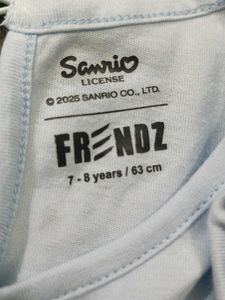 Sanrio
LICENSE
© 2025 SANRIO CO., LTD.
FRENDZ
7 - 8 years / 63 cm